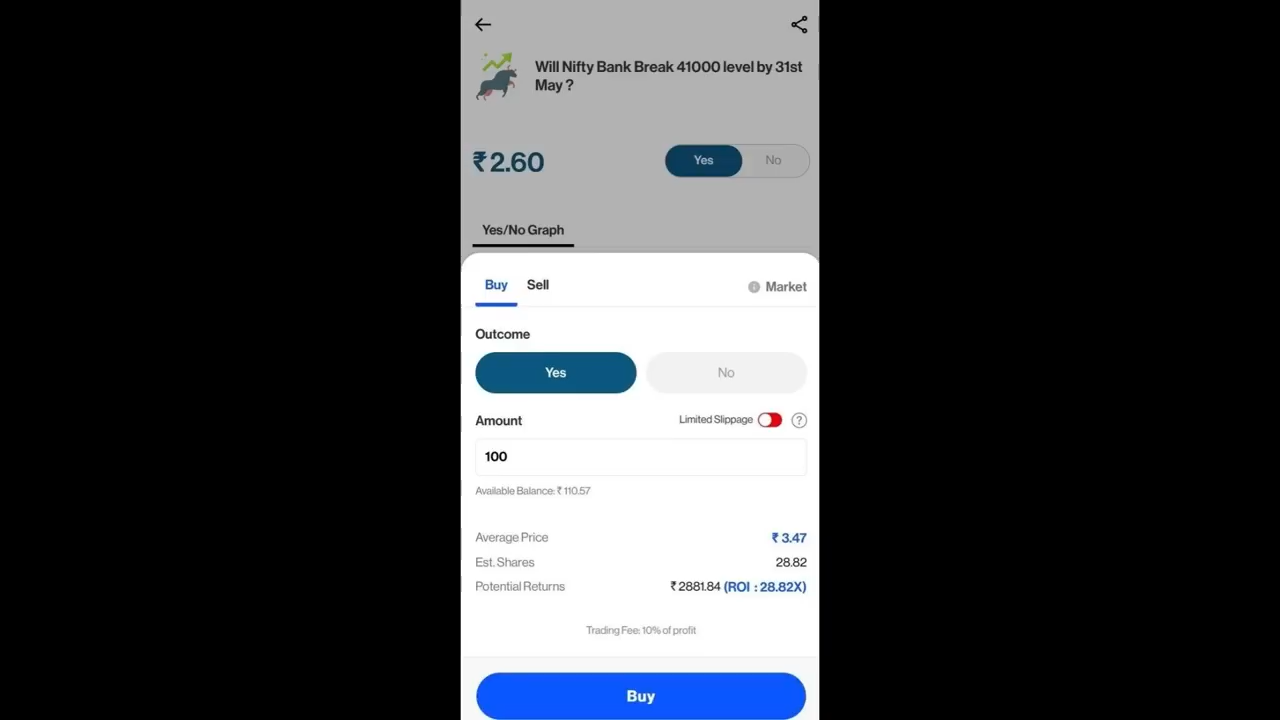 Will Nifty Bank Break 41000 level by 31st
May ?
₹2.60
Yes
No
Yes/No Graph
Buy
Sell
Market
Outcome
Yes
No
Amount
Limited Slippage
?
100
Available Balance: ₹ 110.57
Average Price
₹ 3.47
Est. Shares
28.82
Potential Returns
₹ 2881.84 (ROI : 28.82X)
Trading Fee: 10% of profit
Buy